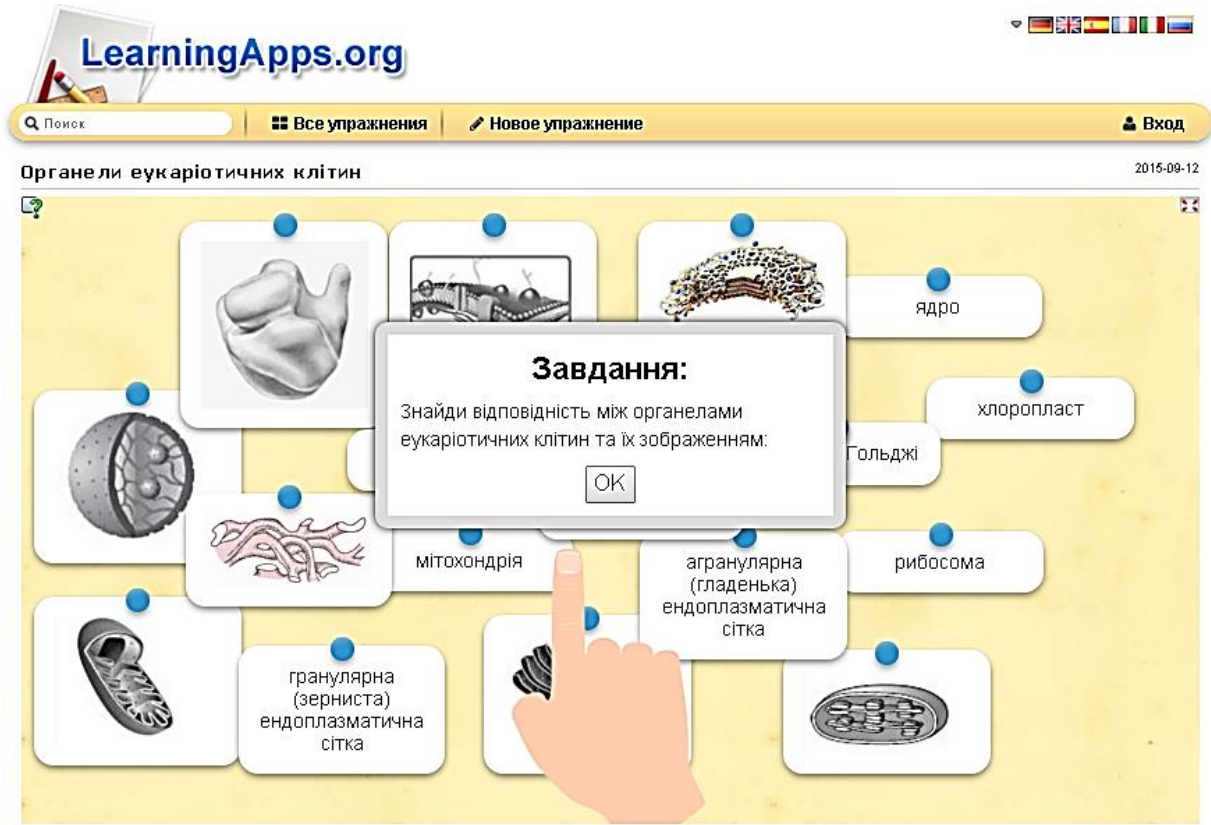 LearningApps.org
Поиск
Все упражнения
Новое упражнение
Вход
Органели еукаріотичних клітин
2015-09-12
ядро
Завдання:
Знайди відповідність між органелами
еукаріотичних клітин та їх зображенням:
OK
хлоропласт
Гольджі
мітохондрія
агранулярна
(гладенька)
ендоплазматична
сітка
рибосома
гранулярна
(зерниста)
ендоплазматична
сітка